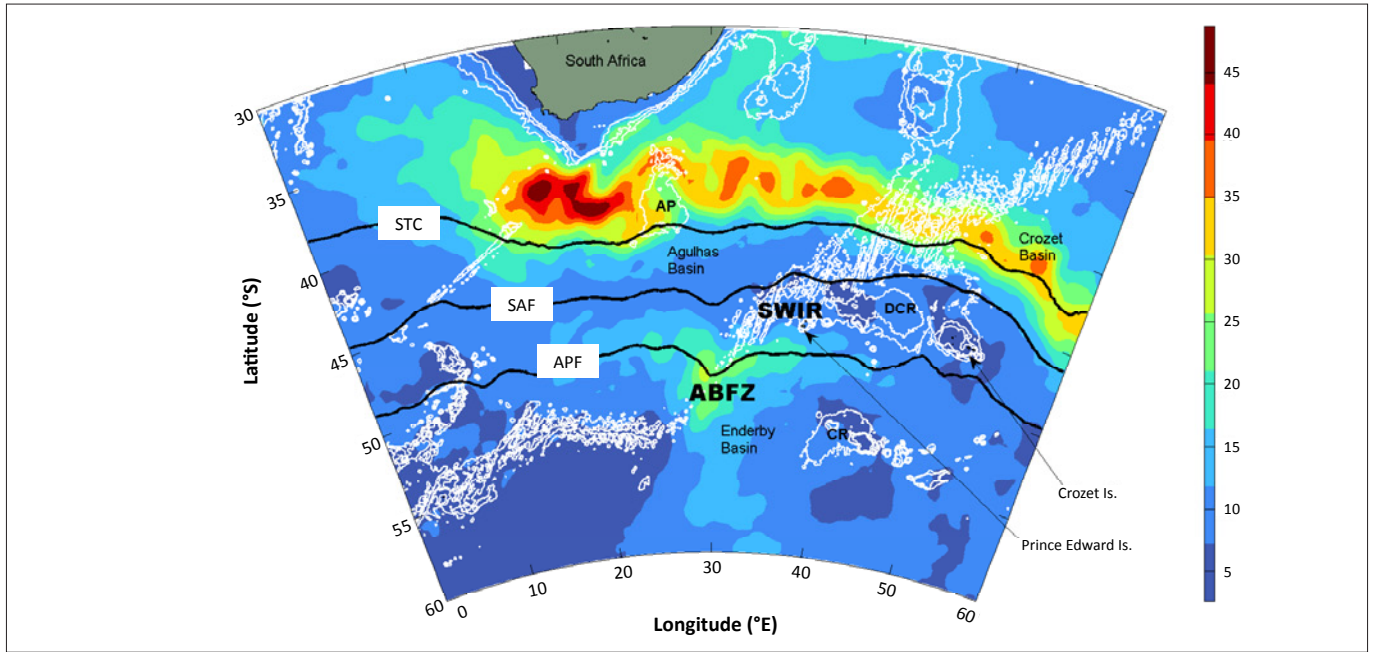 South Africa
30
35
40
45
50
55
60
Latitude (°S)
STC
SAF
APF
AP
Agulhas
Basin
Crozet
Basin
SWIR
DCR
ABFZ
Enderby
Basin
CR
Crozet Is.
Prince Edward Is.
0
10
20
30
40
50
60
Longitude (°E)
45
40
35
30
25
20
15
10
5